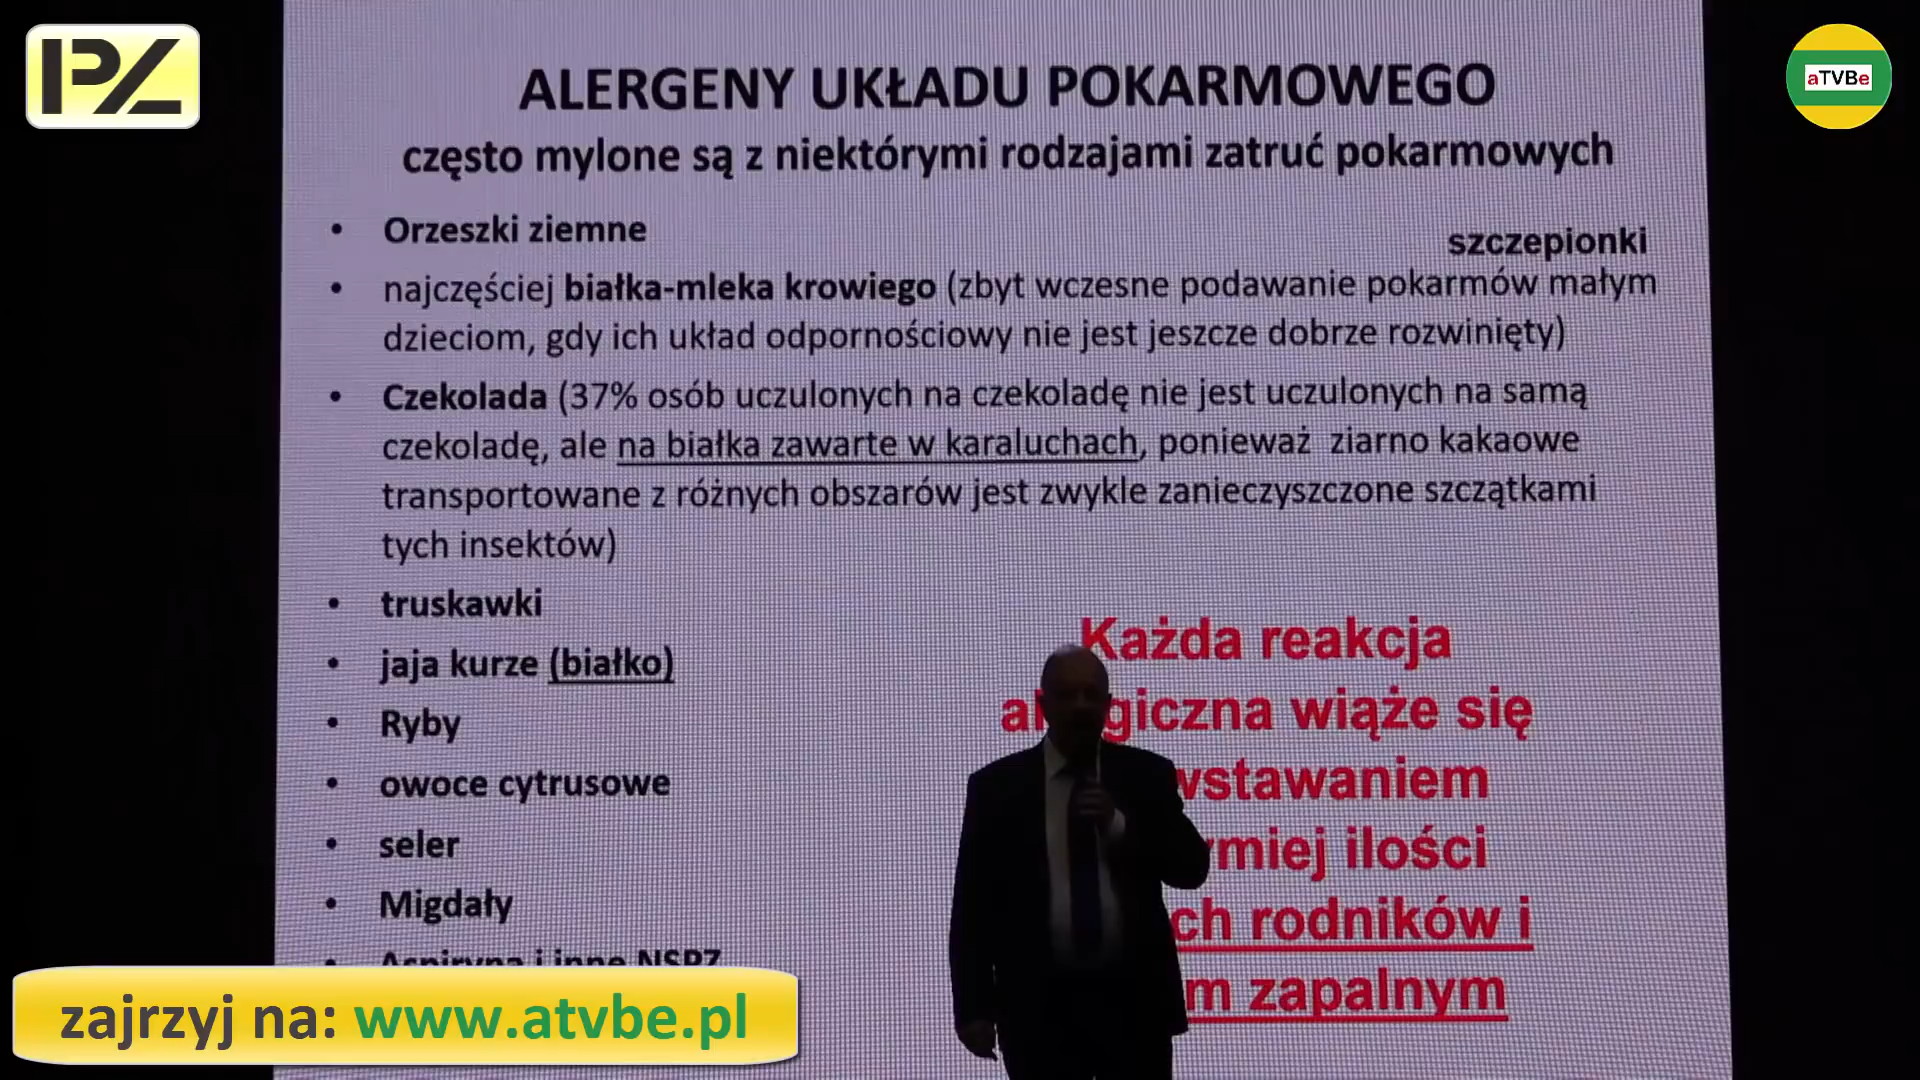 PZ
aTVBe
ALERGENY UKŁADU POKARMOWEGO
często mylone są z niektórymi rodzajami zatruć pokarmowych
• Orzeszki ziemne
szczepionki
• najczęściej białka-mleka krowiego (zbyt wczesne podawanie pokarmów małym
dzieciom, gdy ich układ odpornościowy nie jest jeszcze dobrze rozwinięty)
• Czekolada (37% osób uczulonych na czekoladę nie jest uczulonych na samą
czekoladę, ale na białka zawarte w karaluchach, ponieważ ziarno kakaowe
transportowane z różnych obszarów jest zwykle zanieczyszczone szczątkami
tych insektów)
• truskawki
• jaja kurze (białko)
• Ryby
• owoce cytrusowe
• seler
• Migdały
• Aspiryna i inne NSPZ
Każda reakcja
wiąże się
ilości
rodników i
zapalnym
zajrzyj na: www.atvbe.pl